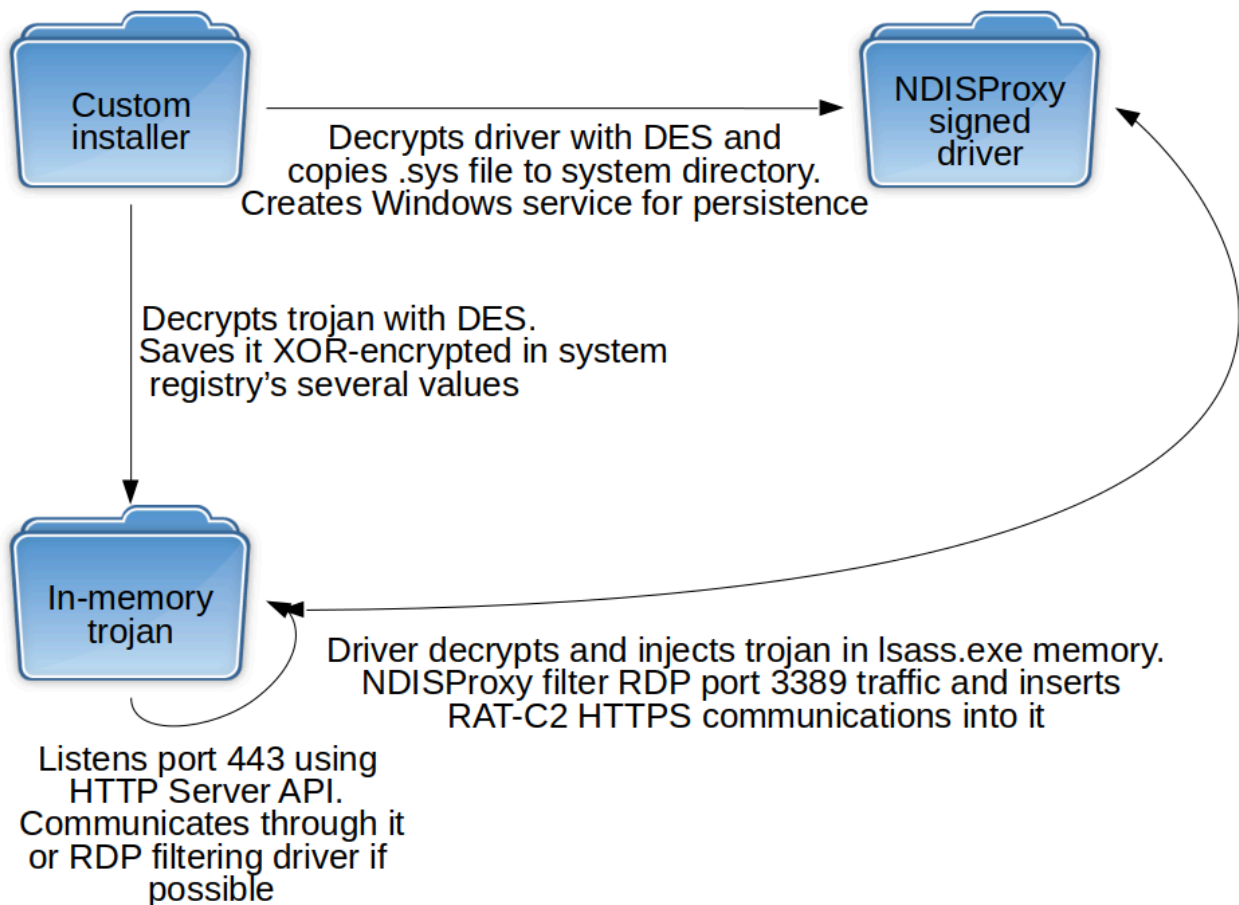 Custom
installer
NDISProxy
signed
driver
Decrypts driver with DES and
copies .sys file to system directory.
Creates Windows service for persistence
Decrypts trojan with DES.
Saves it XOR-encrypted in system
registry’s several values
In-memory
trojan
Driver decrypts and injects trojan in lsass.exe memory.
NDISProxy filter RDP port 3389 traffic and inserts
RAT-C2 HTTPS communications into it
Listens port 443 using
HTTP Server API.
Communicates through it
or RDP filtering driver if
possible